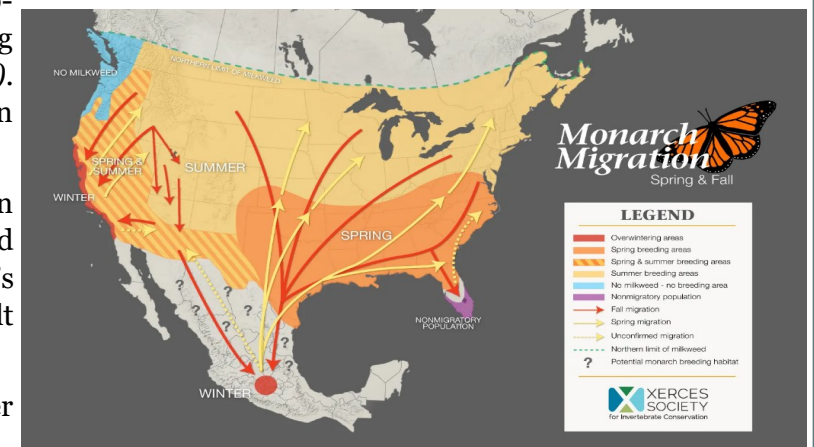 -
ng
).
n
n
d
's
lt
er
NO MILKWEED
NORTHERN LIMIT OF MILKWEED
SPRING &
SUMMER
SUMMER
WINTER
SPRING
NONMIGRATORY
POPULATION
WINTER
Monarch
Migration
Spring & Fall
LEGEND
Overwintering areas
Spring breeding areas
Spring & summer breeding areas
Summer breeding areas
No milkweed - no breeding area
Nonmigratory population
Fall migration
Spring migration
Unconfirmed migration
Northern limit of milkweed
? Potential monarch breeding habitat
? ? ? ? ? ? ? ?
XERCES
SOCIETY
for Invertebrate Conservation